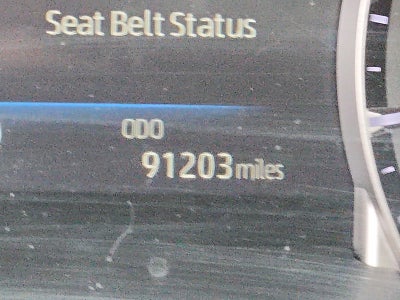 Seat Belt Status
ODO
91203 miles